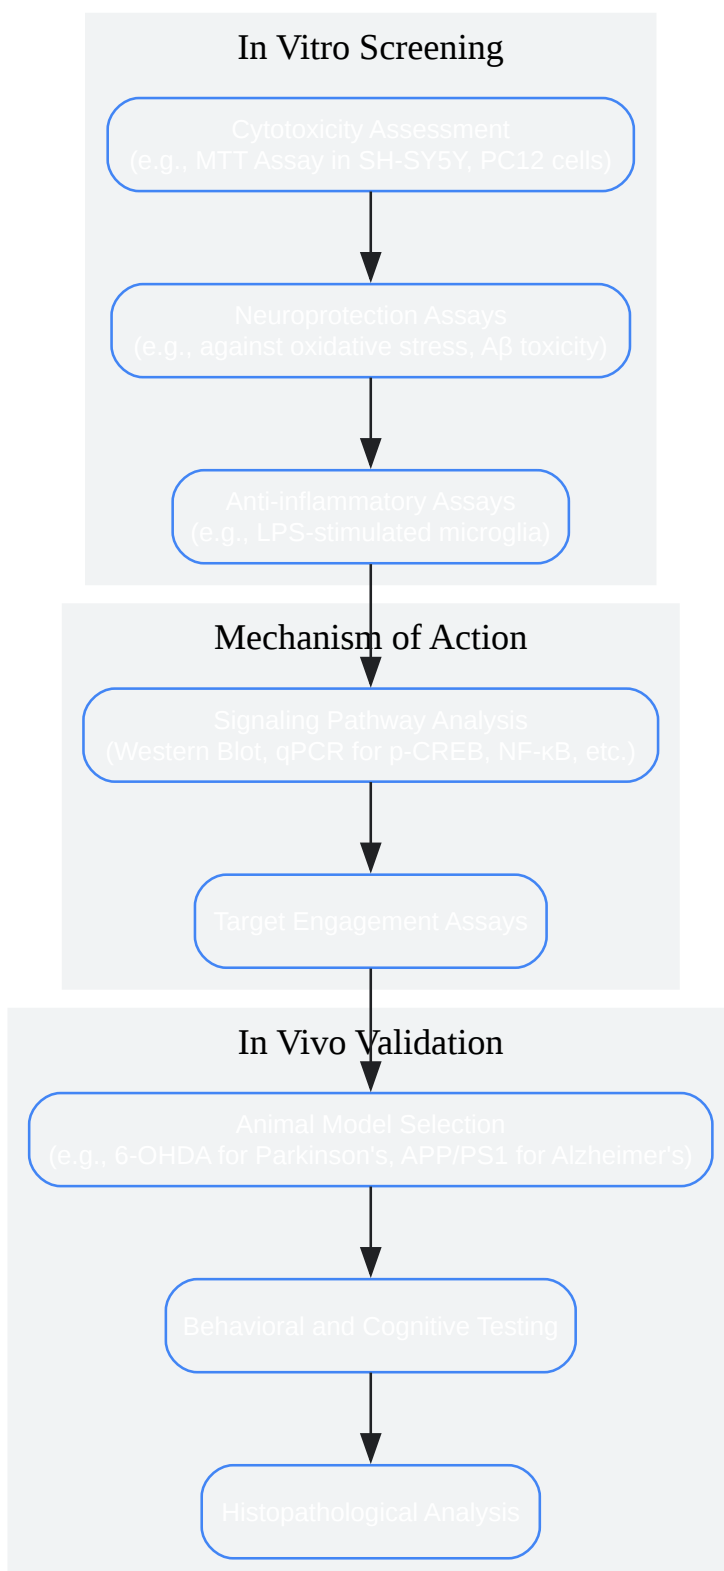 In Vitro Screening
Cytotoxicity Assessment
(e.g., MTT Assay in SH-SY5Y, PC12 cells)
Neuroprotection Assays
(e.g., against oxidative stress, Aβ toxicity)
Anti-inflammatory Assays
(e.g., LPS-stimulated microglia)
Mechanism of Action
Signaling Pathway Analysis
(Western Blot, qPCR for p-CREB, NF-κB, etc.)
Target Engagement Assays
In Vivo Validation
Animal Model Selection
(e.g., 6-OHDA for Parkinson's, APP/PS1 for Alzheimer's)
Behavioral and Cognitive Testing
Histopathological Analysis